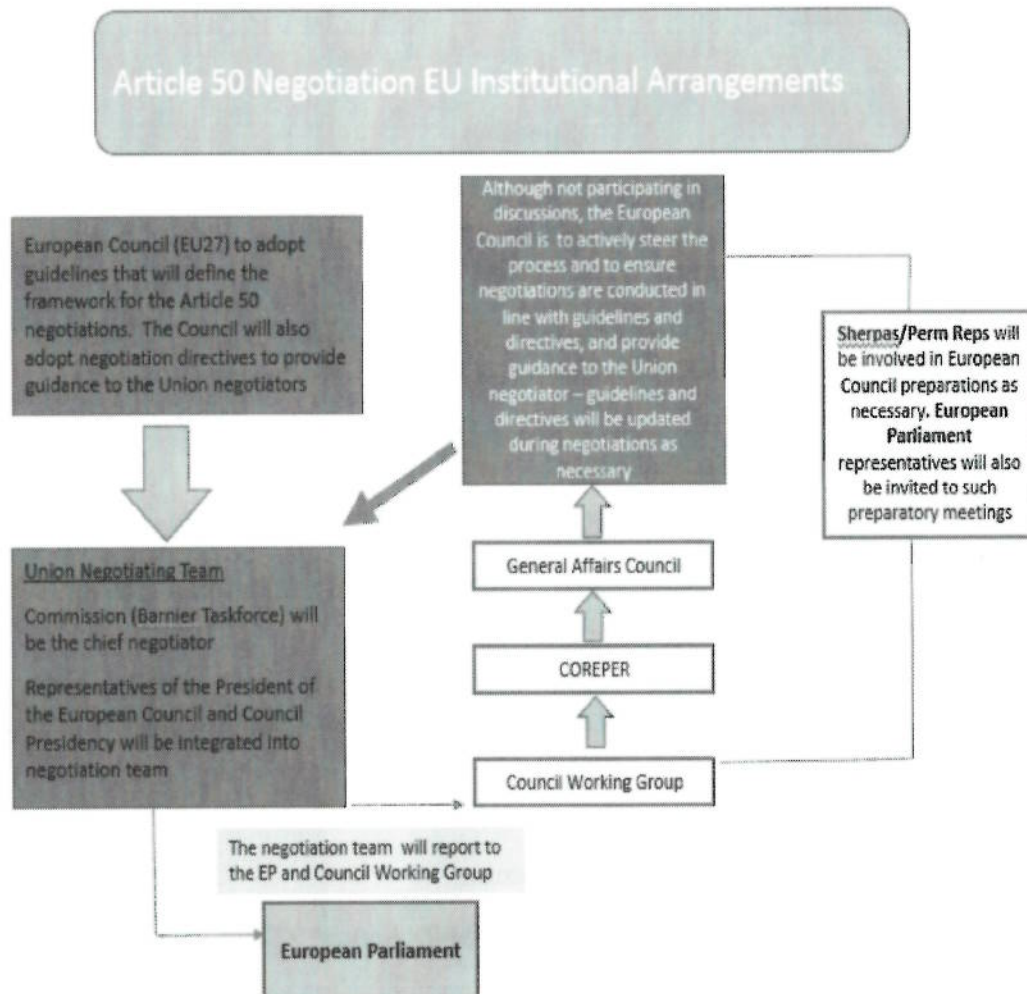 Article 50 Negotiation EU Institutional Arrangements
European Council (EU27) to adopt
guidelines that will define the
framework for the Article 50
negotiations. The Council will also
adopt negotiation directives to provide
guidance to the Union negotiators
Although not participating in
discussions, the European
Council is to actively steer the
process and to ensure
negotiations are conducted in
line with guidelines and
directives, and provide
guidance to the Union
negotiator – guidelines and
directives will be updated
during negotiations as
necessary
Sherpas/Perm Reps will
be involved in European
Council preparations as
necessary. European
Parliament
representatives will also
be invited to such
preparatory meetings
General Affairs Council
COREPER
Council Working Group
Union Negotiating Team
Commission (Barnier Taskforce) will
be the chief negotiator
Representatives of the President of
the European Council and Council
Presidency will be integrated into
negotiation team
The negotiation team will report to
the EP and Council Working Group
European Parliament